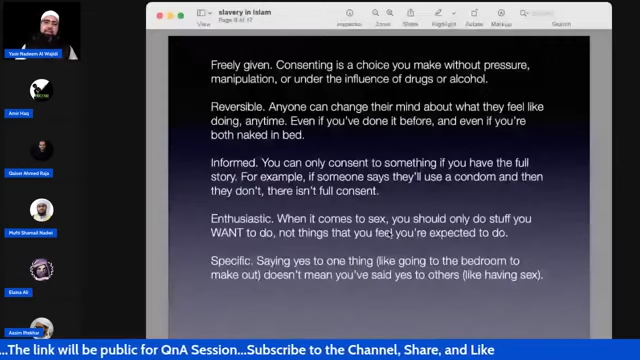 slavery in Islam
Page 8 of 17
View
Zoom
Share
Highlight
Rotate
Markup
Search
Yasir Nadeem Al Wajidi
Amir Haq
Qaiser Ahmed Raja
Mufti Shamail Nadwi
Elama Ali
Aasim Iftekhar
Freely given. Consenting is a choice you make without pressure,
manipulation, or under the influence of drugs or alcohol.
Reversible. Anyone can change their mind about what they feel like
doing, anytime. Even if you've done it before, and even if you're
both naked in bed.
Informed. You can only consent to something if you have the full
story. For example, if someone says they'll use a condom and then
they don't, there isn't full consent.
Enthusiastic. When it comes to sex, you should only do stuff you
WANT to do, not things that you feel you're expected to do.
Specific. Saying yes to one thing (like going to the bedroom to
make out) doesn't mean you've said yes to others (like having sex).
...The link will be public for QnA Session...Subscribe to the Channel, Share, and Like